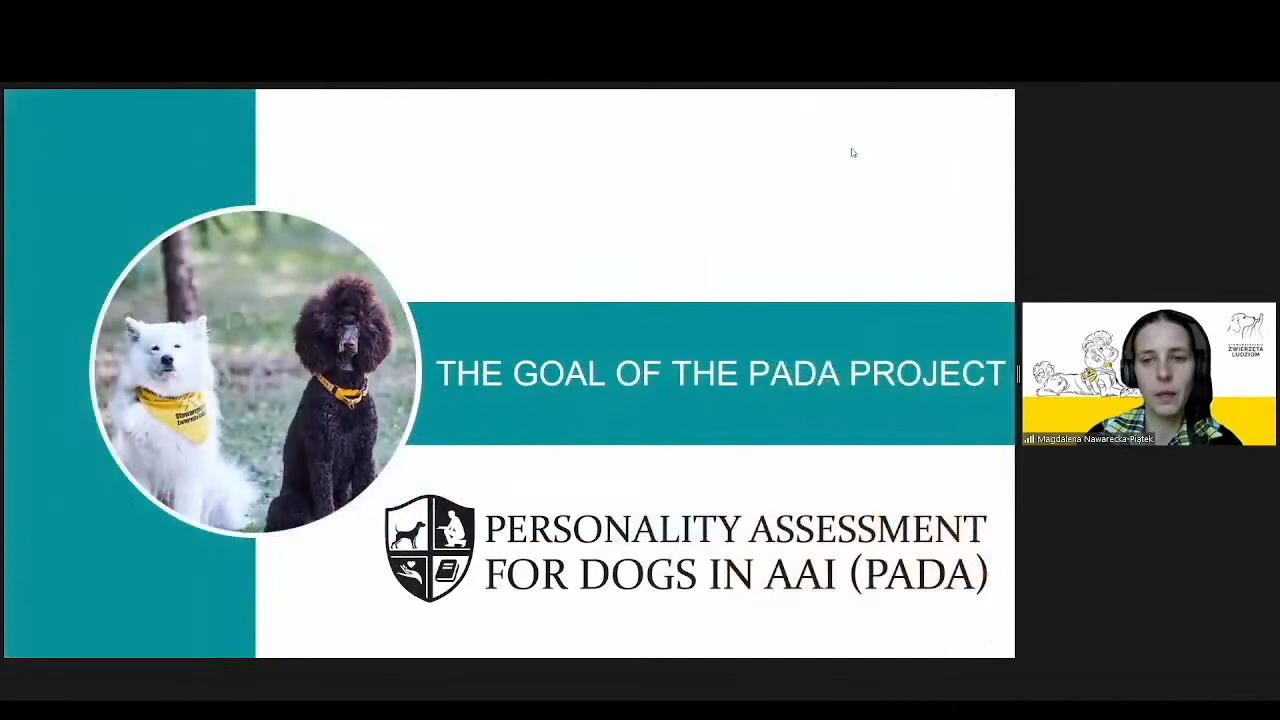 THE GOAL OF THE PADA PROJECT
PERSONALITY ASSESSMENT
FOR DOGS IN AAI (PADA)
ZWIERZĘTA
LUDZIOM
Magdalena Nawarecka-Piątek